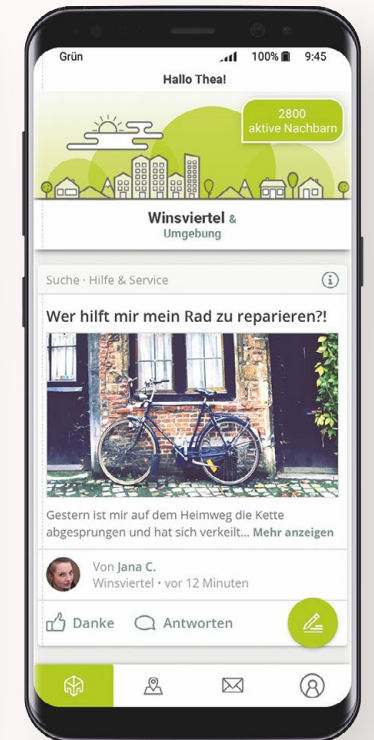 Grün 100% 9:45
Hallo Thea!
2800
aktive Nachbarn
Winsviertel &
Umgebung
Suche · Hilfe & Service
Wer hilft mir mein Rad zu reparieren?!
Gestern ist mir auf dem Heimweg die Kette
abgesprungen und hat sich verkeilt... Mehr anzeigen
Von Jana C.
Winsviertel • vor 12 Minuten
Danke Antworten